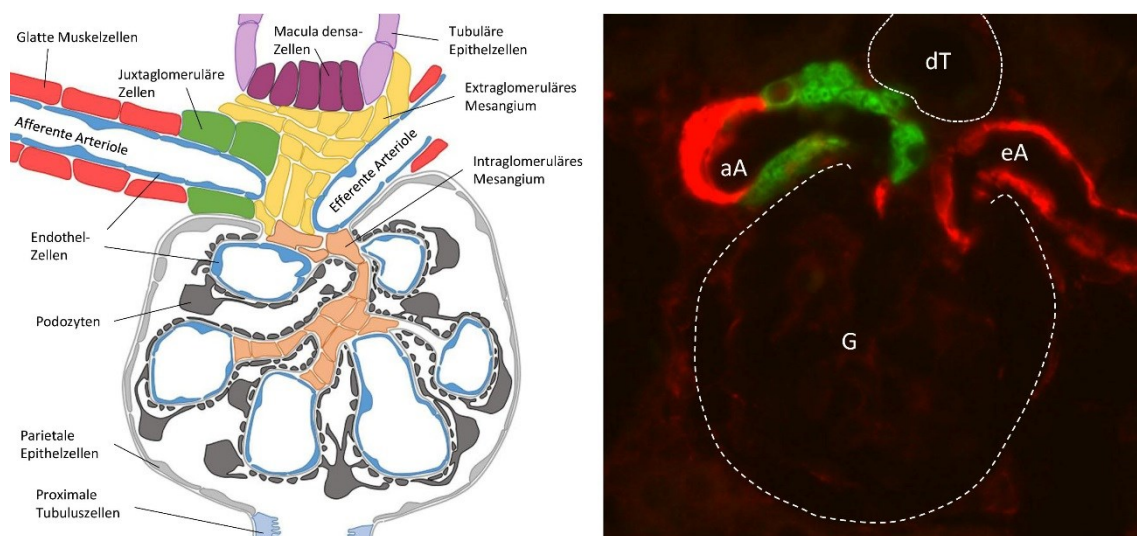 Glatte Muskelzellen
Juxtaglomeruläre
Zellen
Macula densa-
Zellen
Tubuläre
Epithelzellen
Extraglomeruläres
Mesangium
Afferente Arteriole
Efferente Arteriole
Intraglomeruläres
Mesangium
Endothel-
Zellen
Podozyten
Parietale
Epithelzellen
Proximale
Tubuluszellen
dT
aA
eA
G